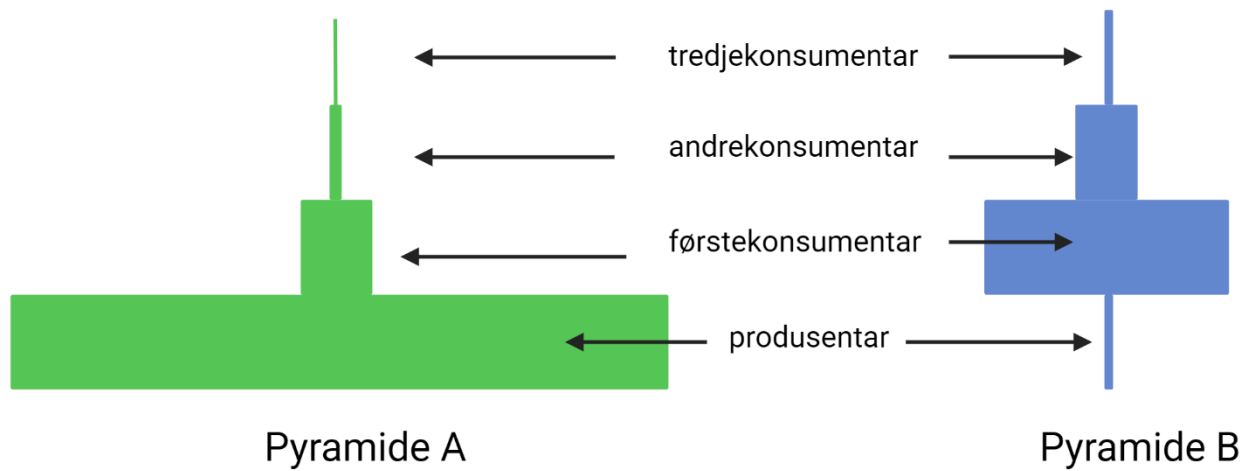 tredjekonsumentar
andrekonsumentar
førstekonsumentar
produsentar
Pyramide A
Pyramide B